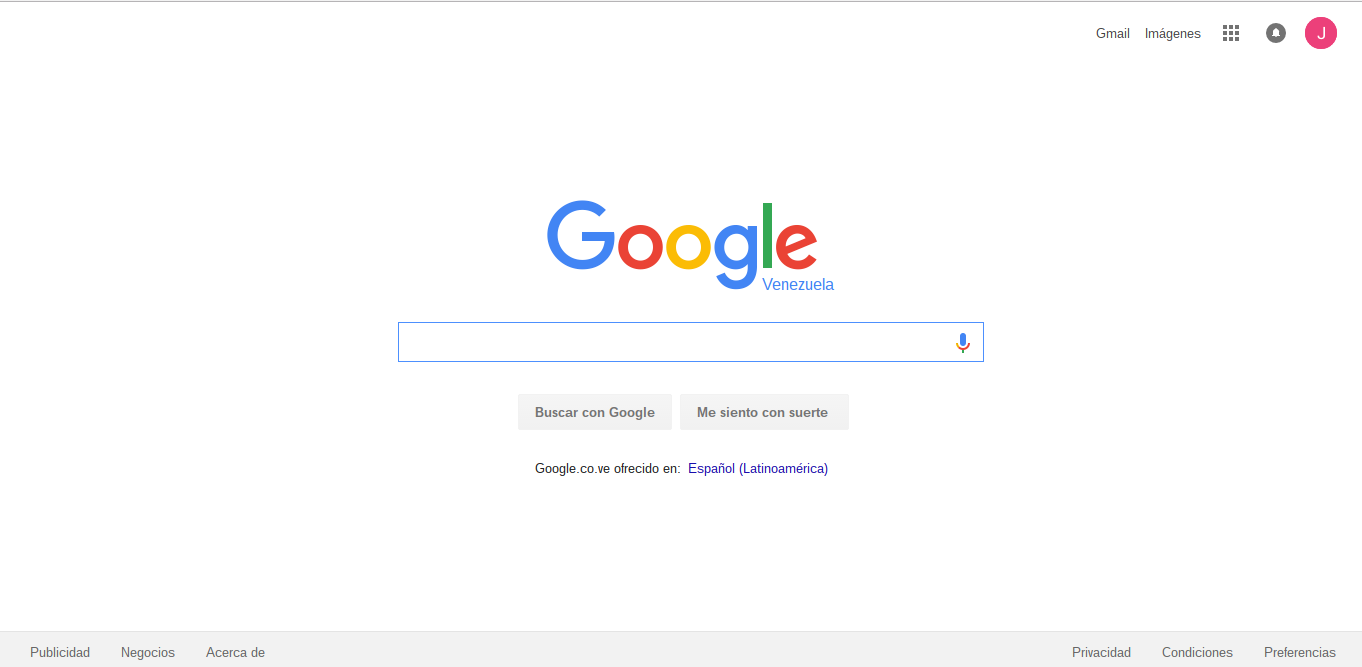 Gmail Imágenes J
Google
Venezuela
Buscar con Google Me siento con suerte
Google.co.ve ofrecido en: Español (Latinoamérica)
Publicidad Negocios Acerca de Privacidad Condiciones Preferencias